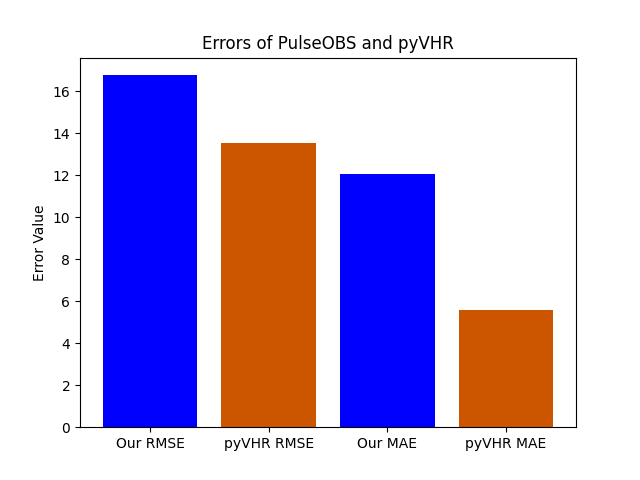 Errors of PulseOBS and pyVHR
Error Value
16
14
12
10
8
6
4
2
0
Our RMSE
pyVHR RMSE
Our MAE
pyVHR MAE